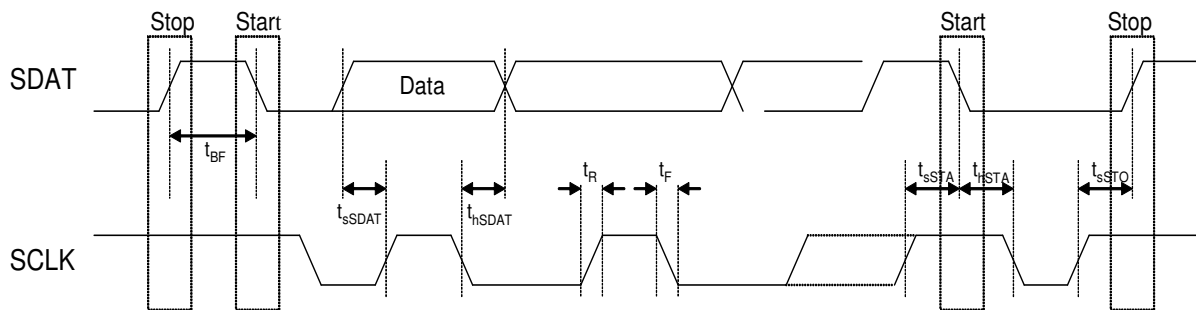 Stop Start Start Stop
SDAT
Data
tBF
tR tF tsSTA thSTA tsSTO
tsSDAT thSDAT
SCLK